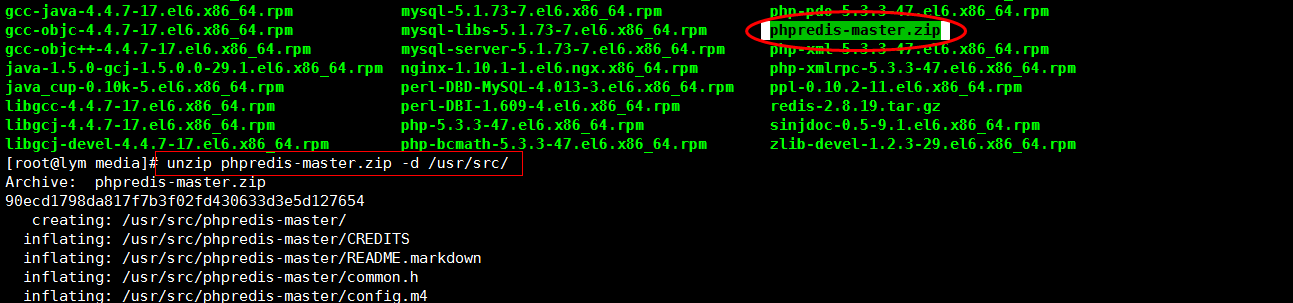 gcc-java-4.4.7-17.el6.x86_64.rpm mysql-5.1.73-7.el6.x86_64.rpm php-pdo-5.3.3-47.el6.x86_64.rpm
gcc-objc-4.4.7-17.el6.x86_64.rpm mysql-libs-5.1.73-7.el6.x86_64.rpm phpredis-master.zip
gcc-objc++-4.4.7-17.el6.x86_64.rpm mysql-server-5.1.73-7.el6.x86_64.rpm php-xml-5.3.3-47.el6.x86_64.rpm
java-1.5.0-gcj-1.5.0.0-29.1.el6.x86_64.rpm nginx-1.10.1-1.el6.ngx.x86_64.rpm php-xmlrpc-5.3.3-47.el6.x86_64.rpm
java_cup-0.10k-5.el6.x86_64.rpm perl-DBD-MySQL-4.013-3.el6.x86_64.rpm ppl-0.10.2-11.el6.x86_64.rpm
libgcc-4.4.7-17.el6.x86_64.rpm perl-DBI-1.609-4.el6.x86_64.rpm redis-2.8.19.tar.gz
libgcj-4.4.7-17.el6.x86_64.rpm php-5.3.3-47.el6.x86_64.rpm sinjdoc-0.5-9.1.el6.x86_64.rpm
libgcj-devel-4.4.7-17.el6.x86_64.rpm php-bcmath-5.3.3-47.el6.x86_64.rpm zlib-devel-1.2.3-29.el6.x86_64.rpm
[root@lym media]# unzip phpredis-master.zip -d /usr/src/
Archive: phpredis-master.zip
90ecd1798da817f7b3f02fd430633d3e5d127654
creating: /usr/src/phpredis-master/
inflating: /usr/src/phpredis-master/CREDITS
inflating: /usr/src/phpredis-master/README.markdown
inflating: /usr/src/phpredis-master/common.h
inflating: /usr/src/phpredis-master/config.m4